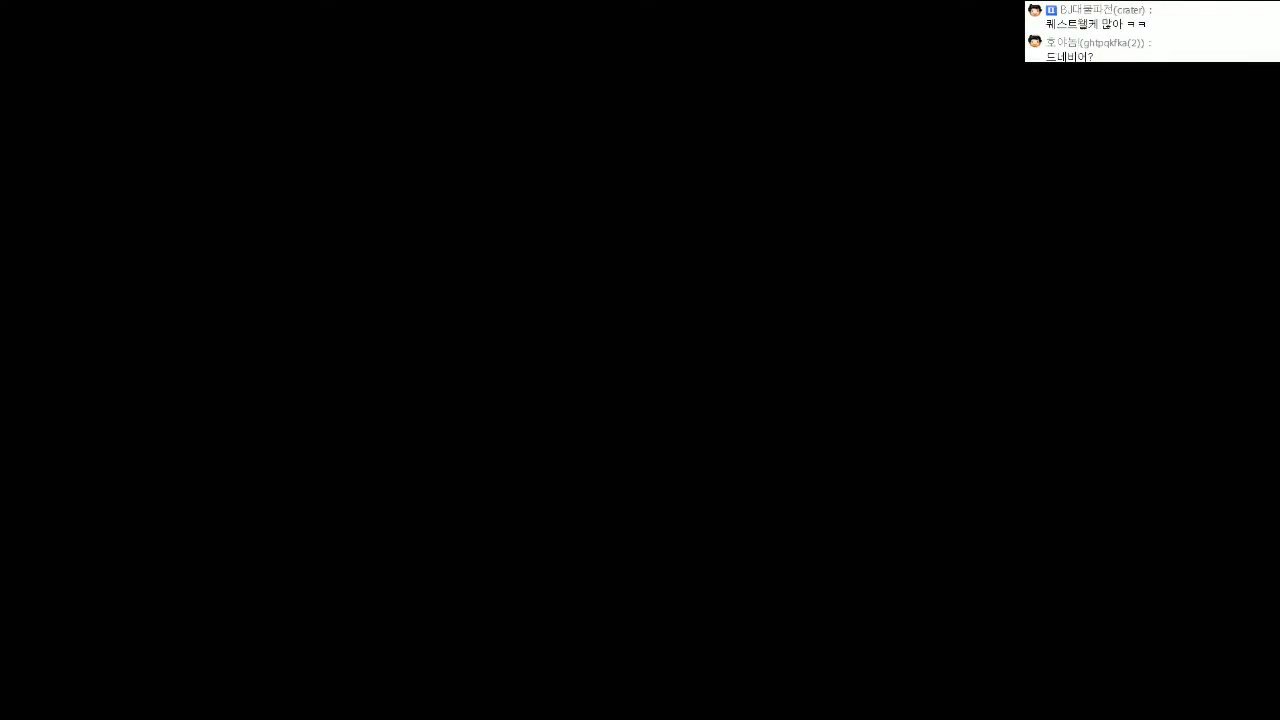 BJ대물파전(crater) :
퀘스트웰케 많아 ㅋㅋ
호야놈!(ghtpqkfka(2)) :
드네비어?